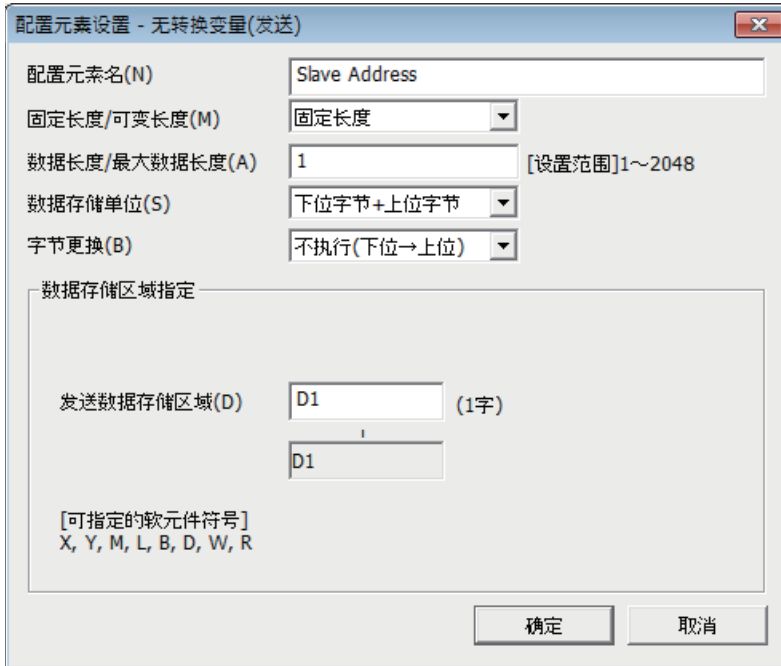 配置元素设置 - 无转换变量(发送)
配置元素名(N) Slave Address
固定长度/可变长度(M) 固定长度
数据长度/最大数据长度(A) 1 [设置范围]1～2048
数据存储单位(S) 下位字节+上位字节
字节更换(B) 不执行(下位→上位)
数据存储区域指定
发送数据存储区域(D) D1 (1字)
D1
[可指定的软元件符号]
X, Y, M, L, B, D, W, R
确定 取消